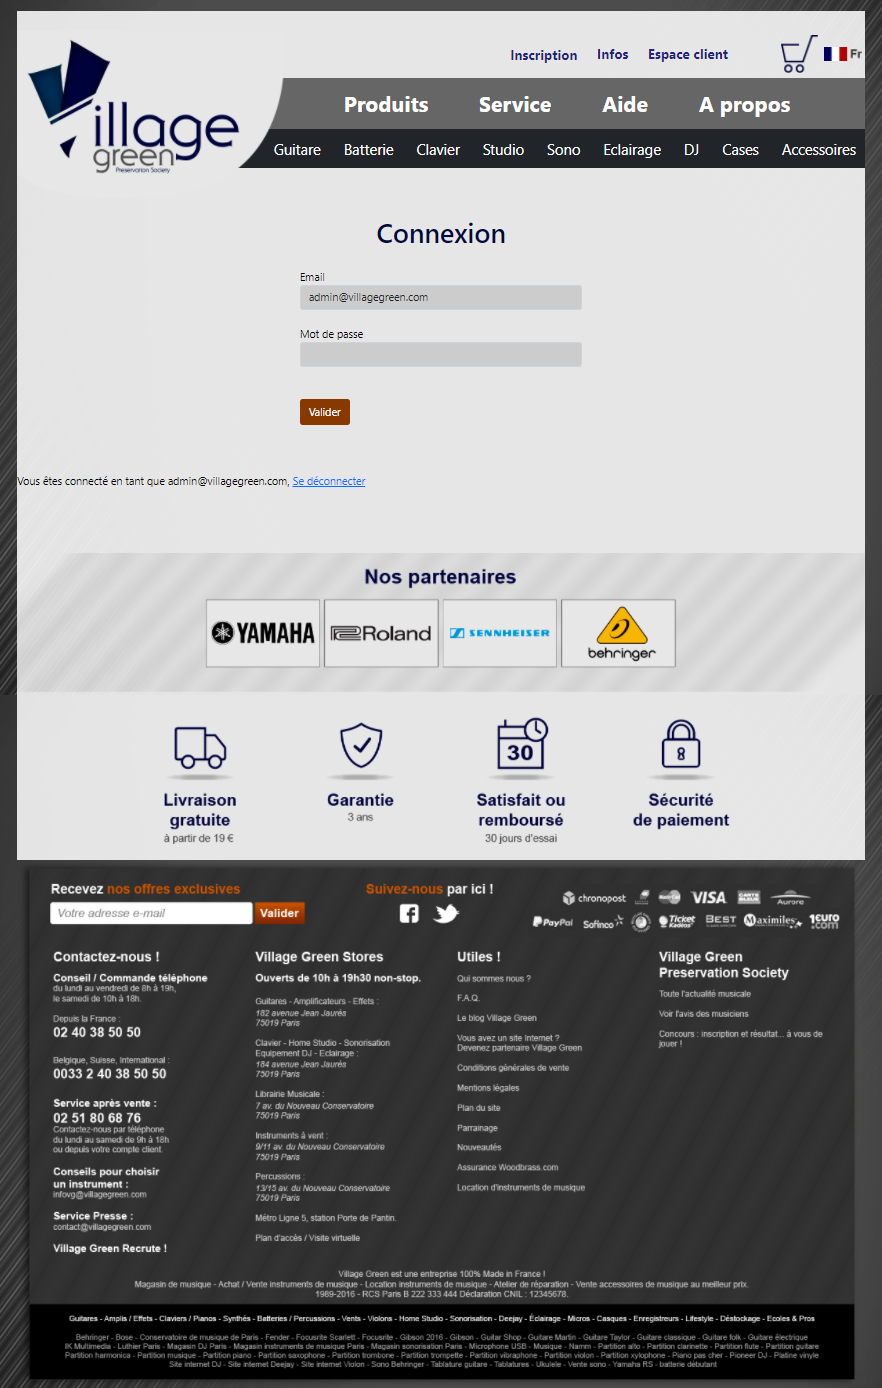 Inscription Infos Espace client Fr
illage
green
Preservation Society
Produits Service Aide A propos
Guitare Batterie Clavier Studio Sono Eclairage DJ Cases Accessoires
Connexion
Email
admin@villagegreen.com
Mot de passe
Valider
Vous êtes connecté en tant que admin@villagegreen.com, Se déconnecter
Nos partenaires
YAMAHA Roland SENNHEISER behringer
30
Livraison gratuite
à partir de 19 €
Garantie
3 ans
Satisfait ou remboursé
30 jours d'essai
Sécurité de paiement
Recevez nos offres exclusives
Votre adresse e-mail Valider
Suivez-nous par ici !
chronopost VISA CARTE BLEUE Aurore
PayPal Sofinco Ticket Kadéos BEST Maximiles 1euro.com
Contactez-nous !
Conseil / Commande téléphone
du lundi au vendredi de 8h à 19h,
le samedi de 10h à 18h.
Depuis la France :
02 40 38 50 50
Belgique, Suisse, International :
0033 2 40 38 50 50
Service après vente :
02 51 80 68 76
Contactez-nous par téléphone
du lundi au samedi de 9h à 18h
ou depuis votre compte client.
Conseils pour choisir
un instrument :
infovg@villagegreen.com
Service Presse :
contact@villagegreen.com
Village Green Recrute !
Village Green Stores
Ouverts de 10h à 19h30 non-stop.
Guitares - Amplificateurs - Effets :
182 avenue Jean Jaurès
75019 Paris
Clavier - Home Studio - Sonorisation
Equipement DJ - Eclairage :
184 avenue Jean Jaurès
75019 Paris
Librairie Musicale :
7 av. du Nouveau Conservatoire
75019 Paris
Instruments à vent :
9/11 av. du Nouveau Conservatoire
75019 Paris
Percussions :
13/15 av. du Nouveau Conservatoire
75019 Paris
Métro Ligne 5, station Porte de Pantin.
Plan d'accès / Visite virtuelle
Utiles !
Qui sommes nous ?
F.A.Q.
Le blog Village Green
Vous avez un site Internet ?
Devenez partenaire Village Green
Conditions générales de vente
Mentions légales
Plan du site
Parrainage
Nouveautés
Assurance Woodbrass.com
Location d'instruments de musique
Village Green
Preservation Society
Toute l'actualité musicale
Voir l'avis des musiciens
Concours : inscription et résultat... à vous de
jouer !
Village Green est une entreprise 100% Made in France !
Magasin de musique - Achat / Vente instruments de musique - Location instruments de musique - Atelier de réparation - Vente accessoires de musique au meilleur prix.
1989-2016 - RCS Paris B 222 333 444 Déclaration CNIL : 12345678.
Guitares - Amplis / Effets - Claviers / Pianos - Synthés - Batteries / Percussions - Vents - Violons - Home Studio - Sonorisation - Deejay - Éclairage - Micros - Casques - Enregistreurs - Lifestyle - Déstockage - Ecoles & Pros
Behringer - Bose - Conservatoire de musique de Paris - Fender - Focusrite Scarlett - Focusrite - Gibson 2016 - Gibson - Guitar Shop - Guitare Martin - Guitare Taylor - Guitare classique - Guitare folk - Guitare électrique
IK Multimedia - Luthier Paris - Magasin DJ Paris - Magasin instruments de musique Paris - Magasin sonorisation Paris - Microphone USB - Musique - Namm - Partition alto - Partition clarinette - Partition flute - Partition guitare
Partition harmonica - Partition musique - Partition piano - Partition saxophone - Partition trombone - Partition trompette - Partition vibraphone - Partition violon - Partition xylophone - Piano pas cher - Pioneer DJ - Platine vinyle
Site internet DJ - Site internet Deejay - Site internet Violon - Sono Behringer - Tablature guitare - Tablatures - Ukulele - Vente sono - Yamaha RS - batterie débutant